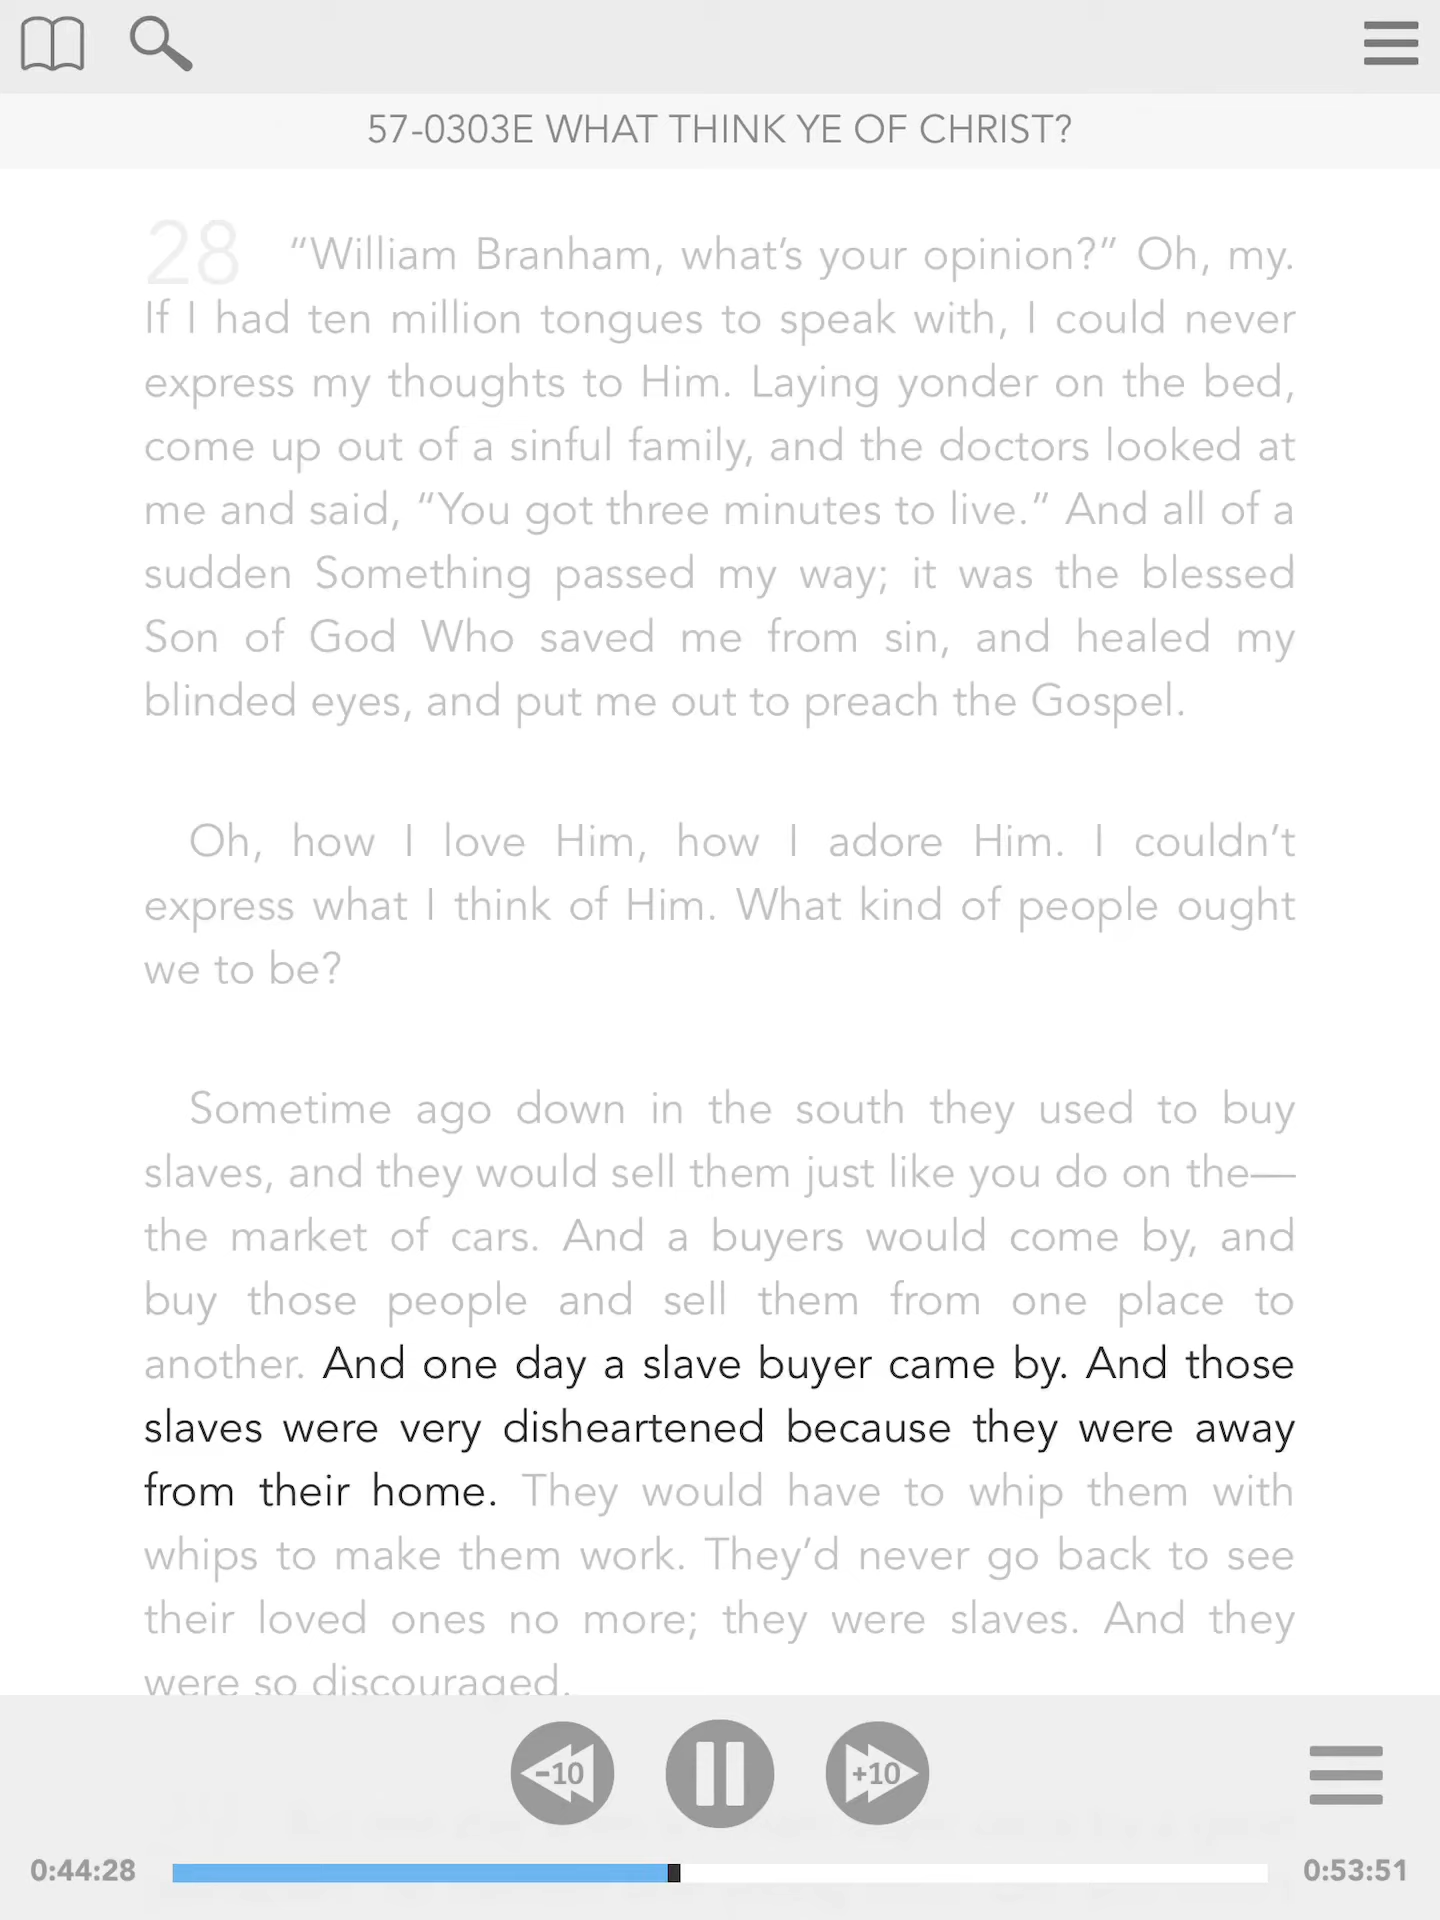 57-0303E WHAT THINK YE OF CHRIST?
28 “William Branham, what’s your opinion?” Oh, my.
If I had ten million tongues to speak with, I could never
express my thoughts to Him. Laying yonder on the bed,
come up out of a sinful family, and the doctors looked at
me and said, “You got three minutes to live.” And all of a
sudden Something passed my way; it was the blessed
Son of God Who saved me from sin, and healed my
blinded eyes, and put me out to preach the Gospel.
Oh, how I love Him, how I adore Him. I couldn’t
express what I think of Him. What kind of people ought
we to be?
Sometime ago down in the south they used to buy
slaves, and they would sell them just like you do on the—
the market of cars. And a buyers would come by, and
buy those people and sell them from one place to
another. And one day a slave buyer came by. And those
slaves were very disheartened because they were away
from their home. They would have to whip them with
whips to make them work. They’d never go back to see
their loved ones no more; they were slaves. And they
were so discouraged.
-10 +10
0:44:28 0:53:51